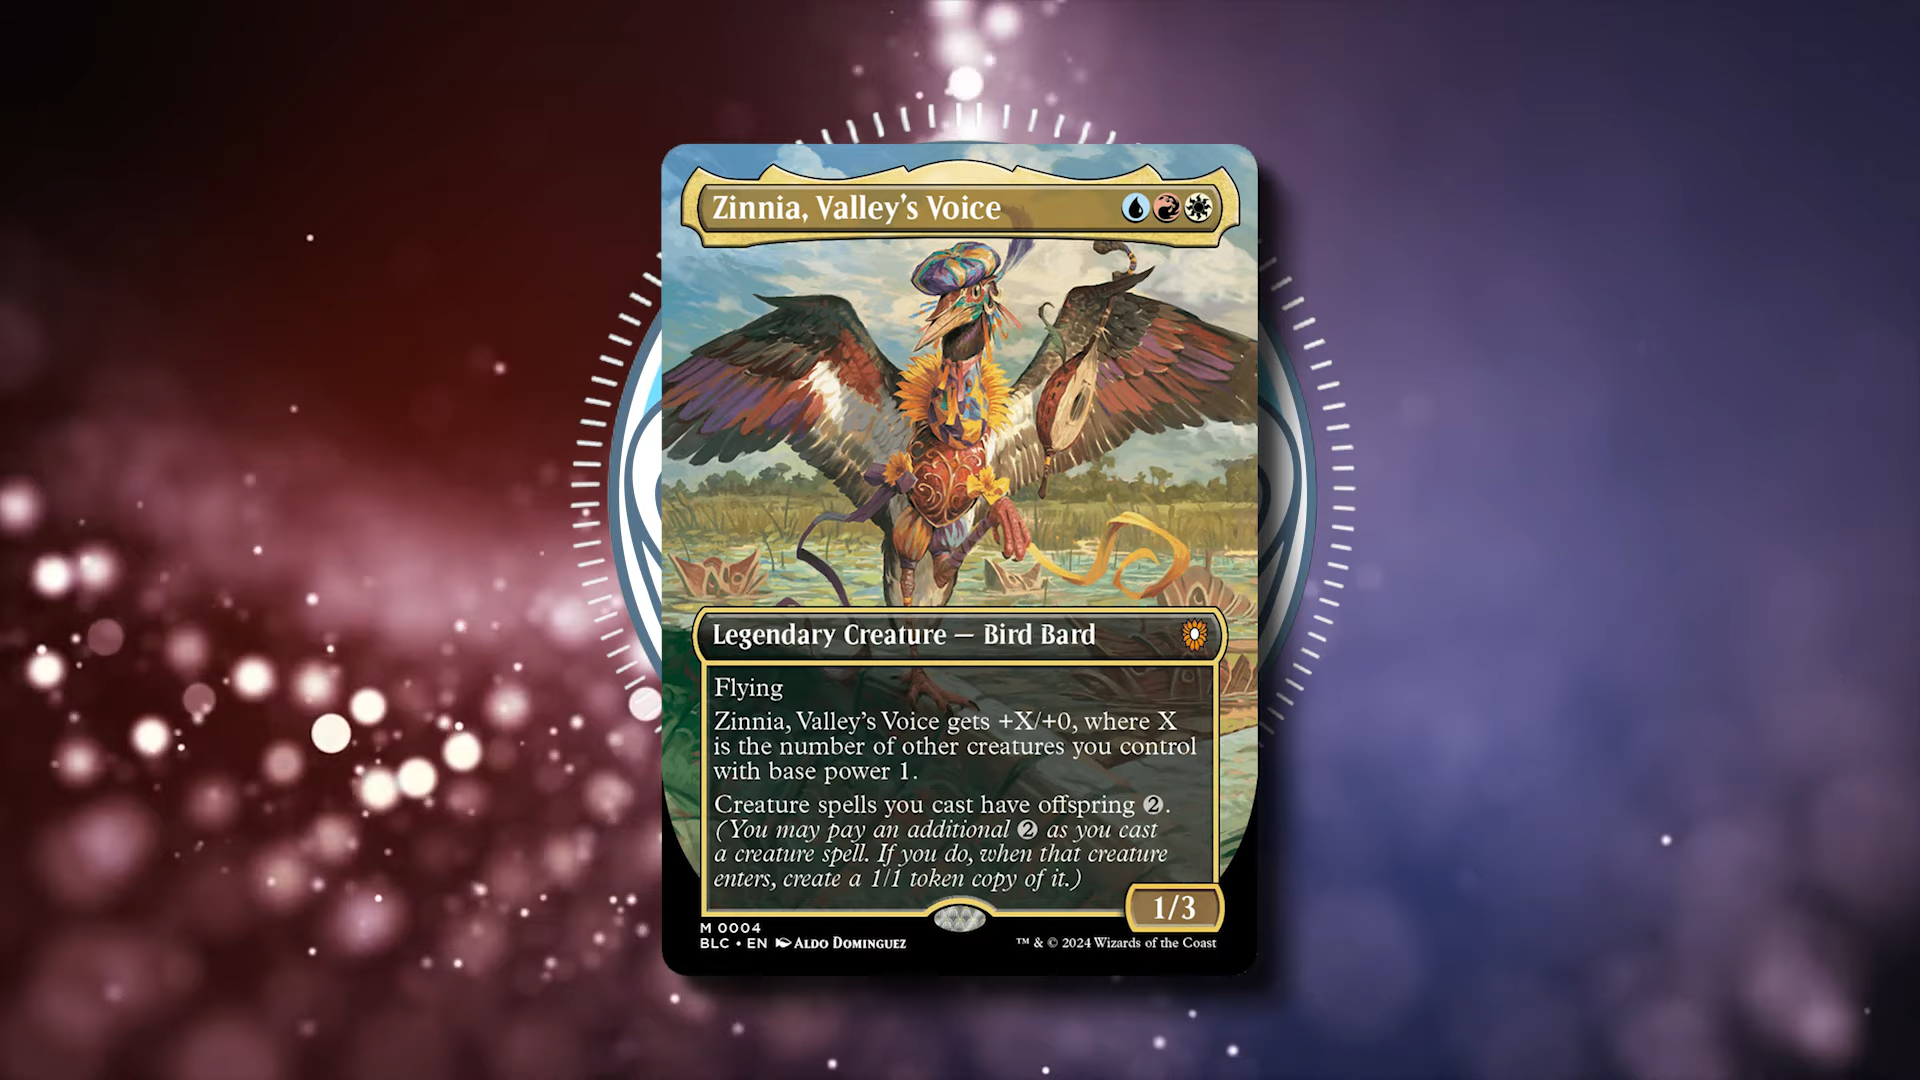 Zinnia, Valley's Voice
Legendary Creature — Bird Bard
Flying
Zinnia, Valley's Voice gets +X/+0, where X
is the number of other creatures you control
with base power 1.
Creature spells you cast have offspring 2.
(You may pay an additional 2 as you cast
a creature spell. If you do, when that creature
enters, create a 1/1 token copy of it.)
1/3
M 0004
BLC • EN ALDO DOMINGUEZ
™ & © 2024 Wizards of the Coast